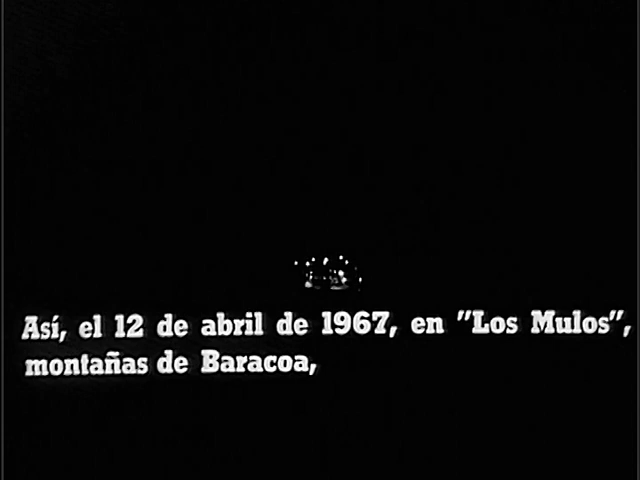 Así, el 12 de abril de 1967, en "Los Mulos",
montañas de Baracoa,